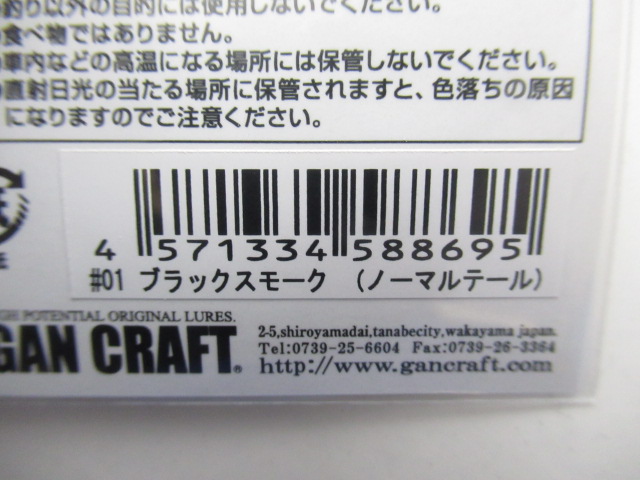 釣り以外の目的には使用しないでください。
食べ物ではありません。
車内などの高温になる場所には保管しないでください。
直射日光の当たる場所に保管されますと、色落ちの原因
になりますのでご注意ください。
4 571334 588695
#01 ブラックスモーク (ノーマルテール)
HIGH POTENTIAL ORIGINAL LURES.
GAN CRAFT®
2-5,shiroyamadai,tanabecity,wakayama japan.
Tel:0739-25-6604 Fax:0739-26-3364
http://www.gancraft.com